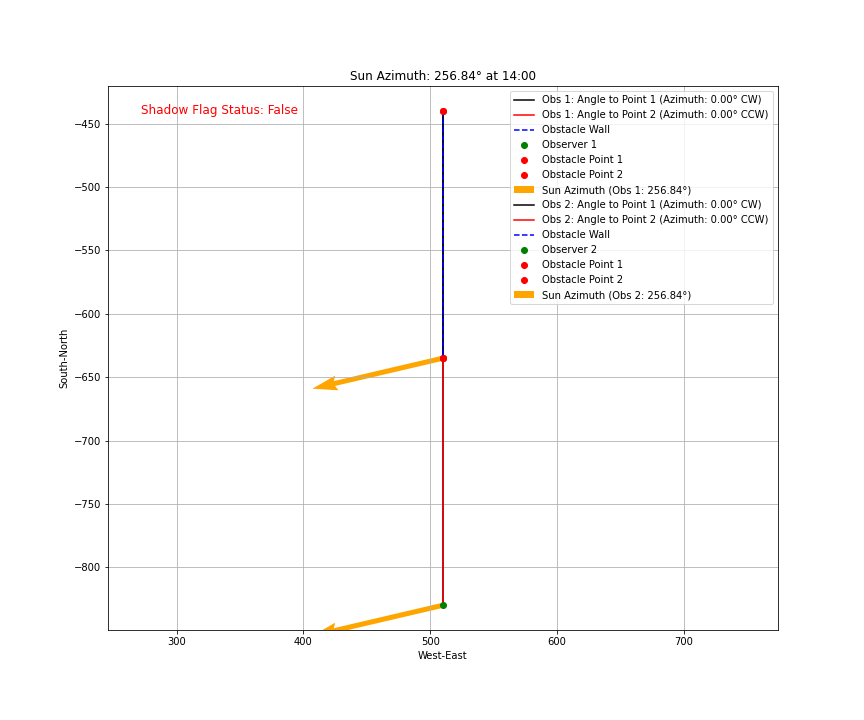 Sun Azimuth: 256.84° at 14:00
Shadow Flag Status: False
Obs 1: Angle to Point 1 (Azimuth: 0.00° CW)
Obs 1: Angle to Point 2 (Azimuth: 0.00° CCW)
Obstacle Wall
Observer 1
Obstacle Point 1
Obstacle Point 2
Sun Azimuth (Obs 1: 256.84°)
Obs 2: Angle to Point 1 (Azimuth: 0.00° CW)
Obs 2: Angle to Point 2 (Azimuth: 0.00° CCW)
Obstacle Wall
Observer 2
Obstacle Point 1
Obstacle Point 2
Sun Azimuth (Obs 2: 256.84°)
−450
−500
−550
−600
−650
−700
−750
−800
South-North
300
400
500
600
700
West-East